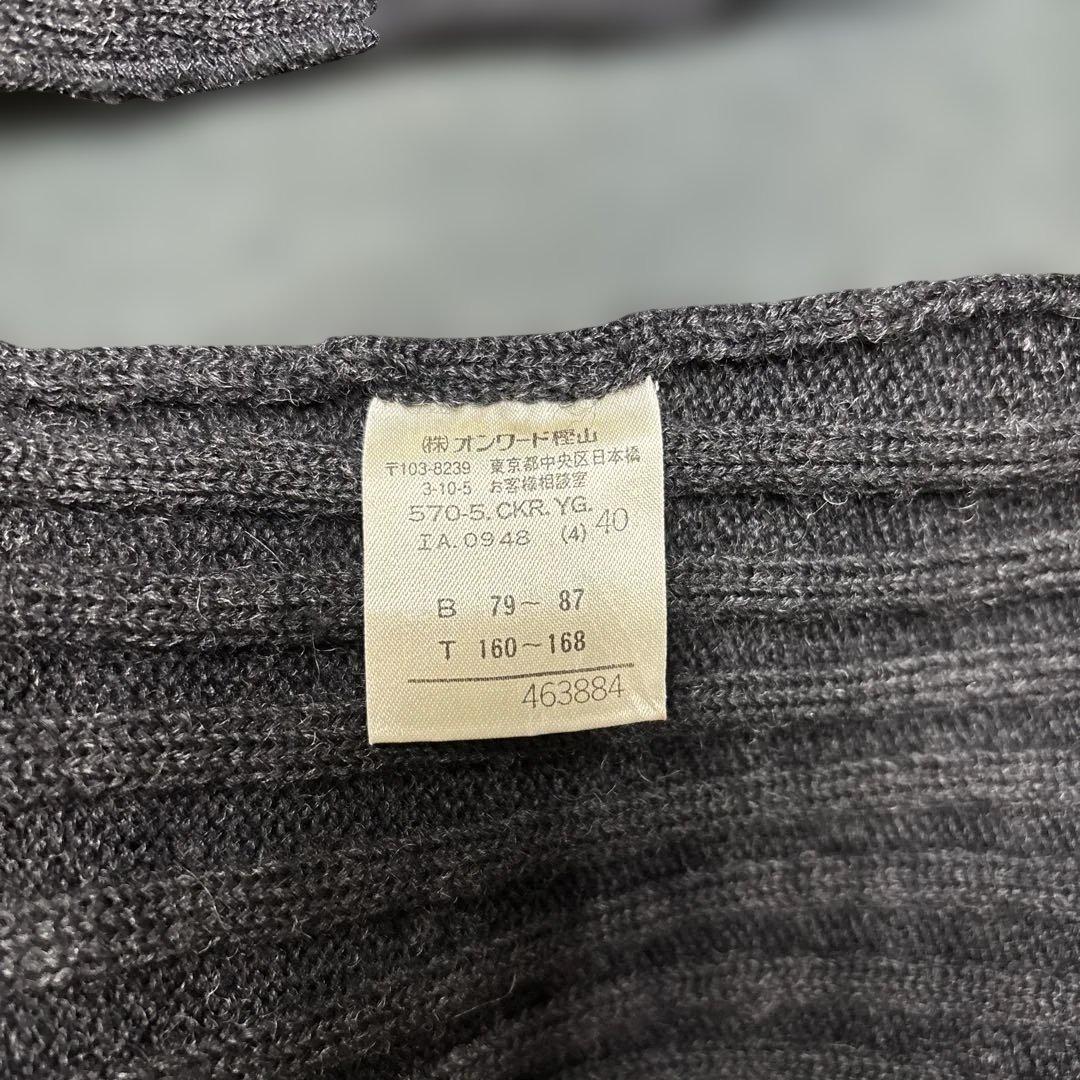 (株)オンワード樫山
〒103-8239 東京都中央区日本橋
3-10-5 お客様相談室
570-5.CKR.YG.
IA.0948 (4) 40
B 79～ 87
T 160～168
463884